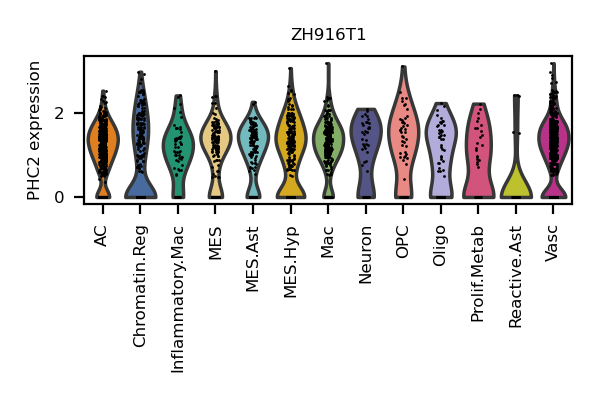 ZH916T1
PHC2 expression
2
0
AC
Chromatin.Reg
Inflammatory.Mac
MES
MES.Ast
MES.Hyp
Mac
Neuron
OPC
Oligo
Prolif.Metab
Reactive.Ast
Vasc